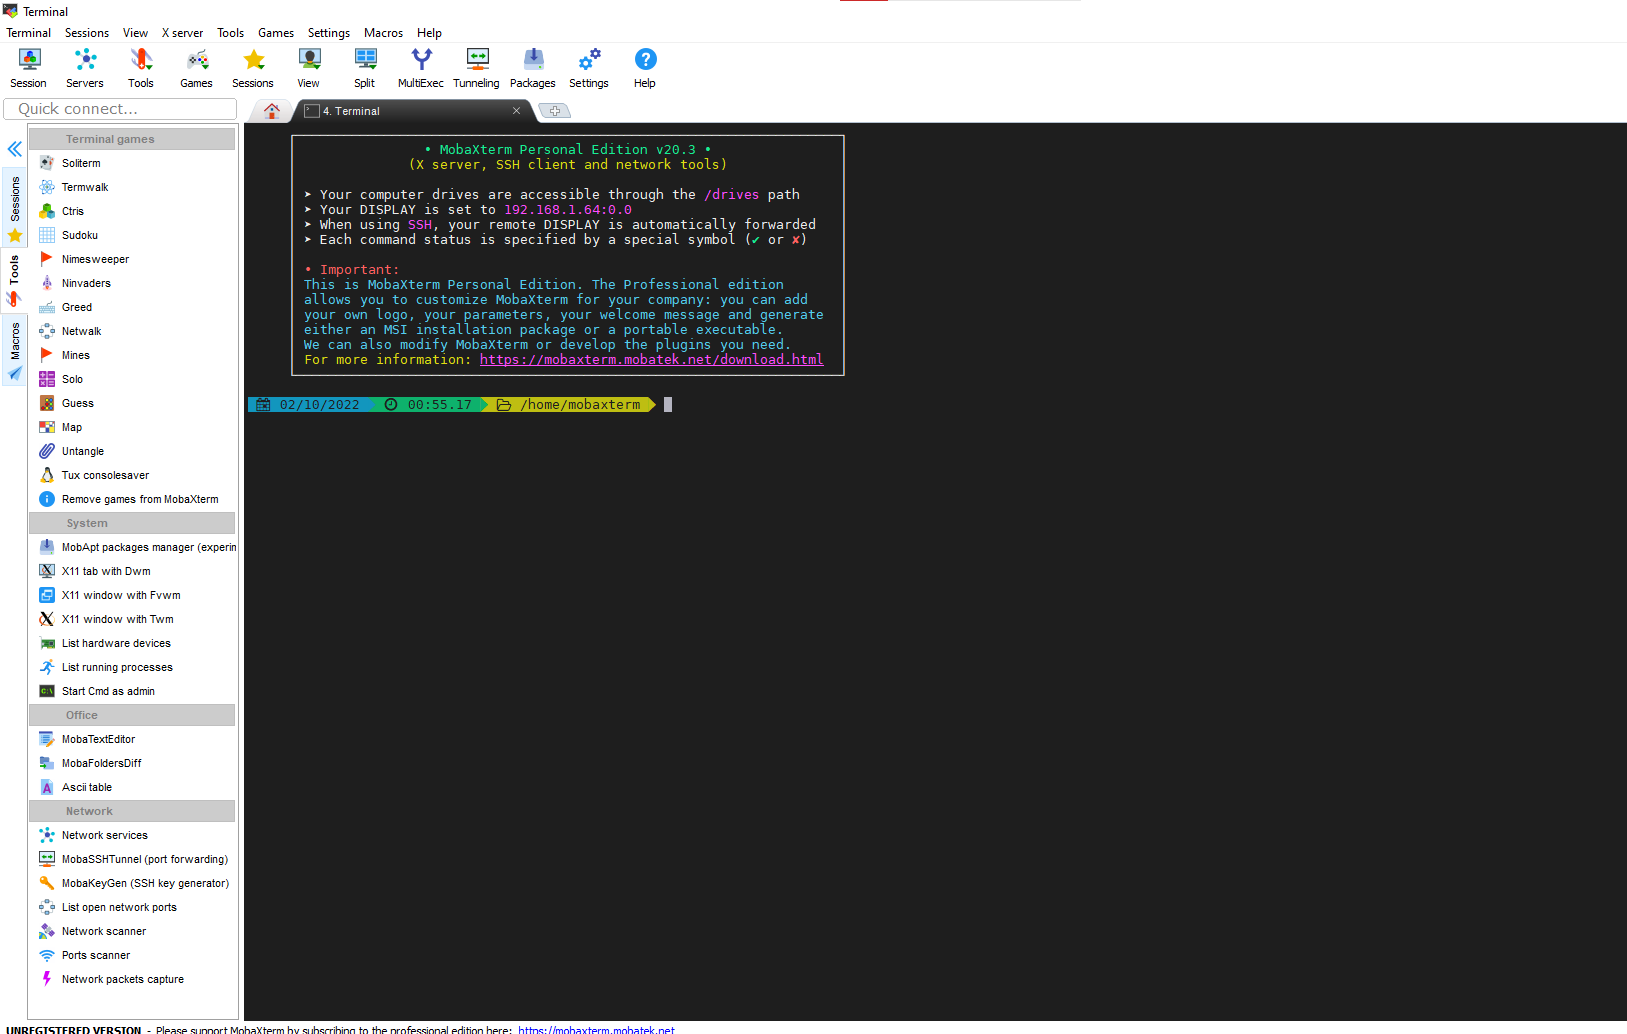 Terminal
Terminal Sessions View X server Tools Games Settings Macros Help
Session Servers Tools Games Sessions View Split MultiExec Tunneling Packages Settings Help
Quick connect...
4. Terminal
Sessions
Tools
Macros
Terminal games
Soliterm
Termwalk
Ctris
Sudoku
Nimesweeper
Ninvaders
Greed
Netwalk
Mines
Solo
Guess
Map
Untangle
Tux consolesaver
Remove games from MobaXterm
System
MobApt packages manager (experin
X11 tab with Dwm
X11 window with Fvwm
X11 window with Twm
List hardware devices
List running processes
Start Cmd as admin
Office
MobaTextEditor
MobaFoldersDiff
Ascii table
Network
Network services
MobaSSHTunnel (port forwarding)
MobaKeyGen (SSH key generator)
List open network ports
Network scanner
Ports scanner
Network packets capture
• MobaXterm Personal Edition v20.3 •
(X server, SSH client and network tools)
➤ Your computer drives are accessible through the /drives path
➤ Your DISPLAY is set to 192.168.1.64:0.0
➤ When using SSH, your remote DISPLAY is automatically forwarded
➤ Each command status is specified by a special symbol (✔ or ✘)
• Important:
This is MobaXterm Personal Edition. The Professional edition
allows you to customize MobaXterm for your company: you can add
your own logo, your parameters, your welcome message and generate
either an MSI installation package or a portable executable.
We can also modify MobaXterm or develop the plugins you need.
For more information: https://mobaxterm.mobatek.net/download.html
02/10/2022 00:55.17 /home/mobaxterm
UNREGISTERED VERSION - Please support MobaXterm by subscribing to the professional edition here: https://mobaxterm.mobatek.net